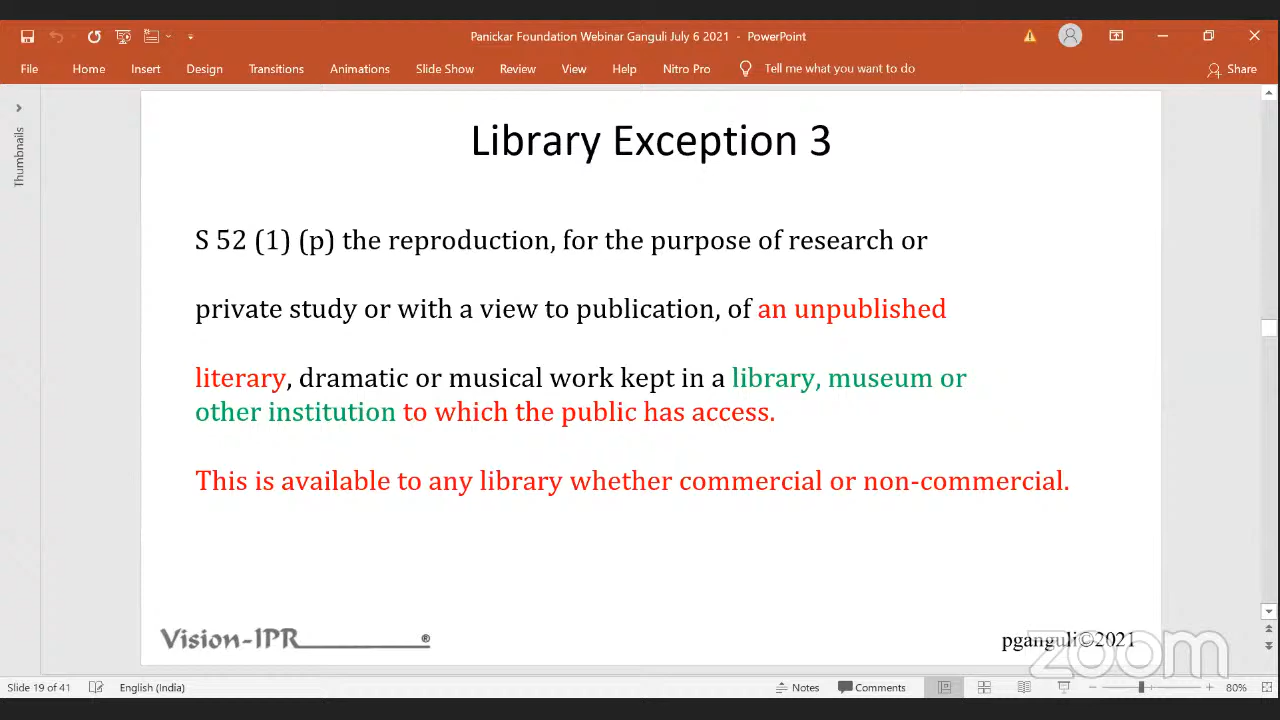 Panickar Foundation Webinar Ganguli July 6 2021 - PowerPoint
File Home Insert Design Transitions Animations Slide Show Review View Help Nitro Pro Tell me what you want to do Share
Thumbnails
Library Exception 3
S 52 (1) (p) the reproduction, for the purpose of research or
private study or with a view to publication, of an unpublished
literary, dramatic or musical work kept in a library, museum or
other institution to which the public has access.
This is available to any library whether commercial or non-commercial.
Vision-IPR ®
pganguli©2021
zoom
Slide 19 of 41 English (India) Notes Comments 80%